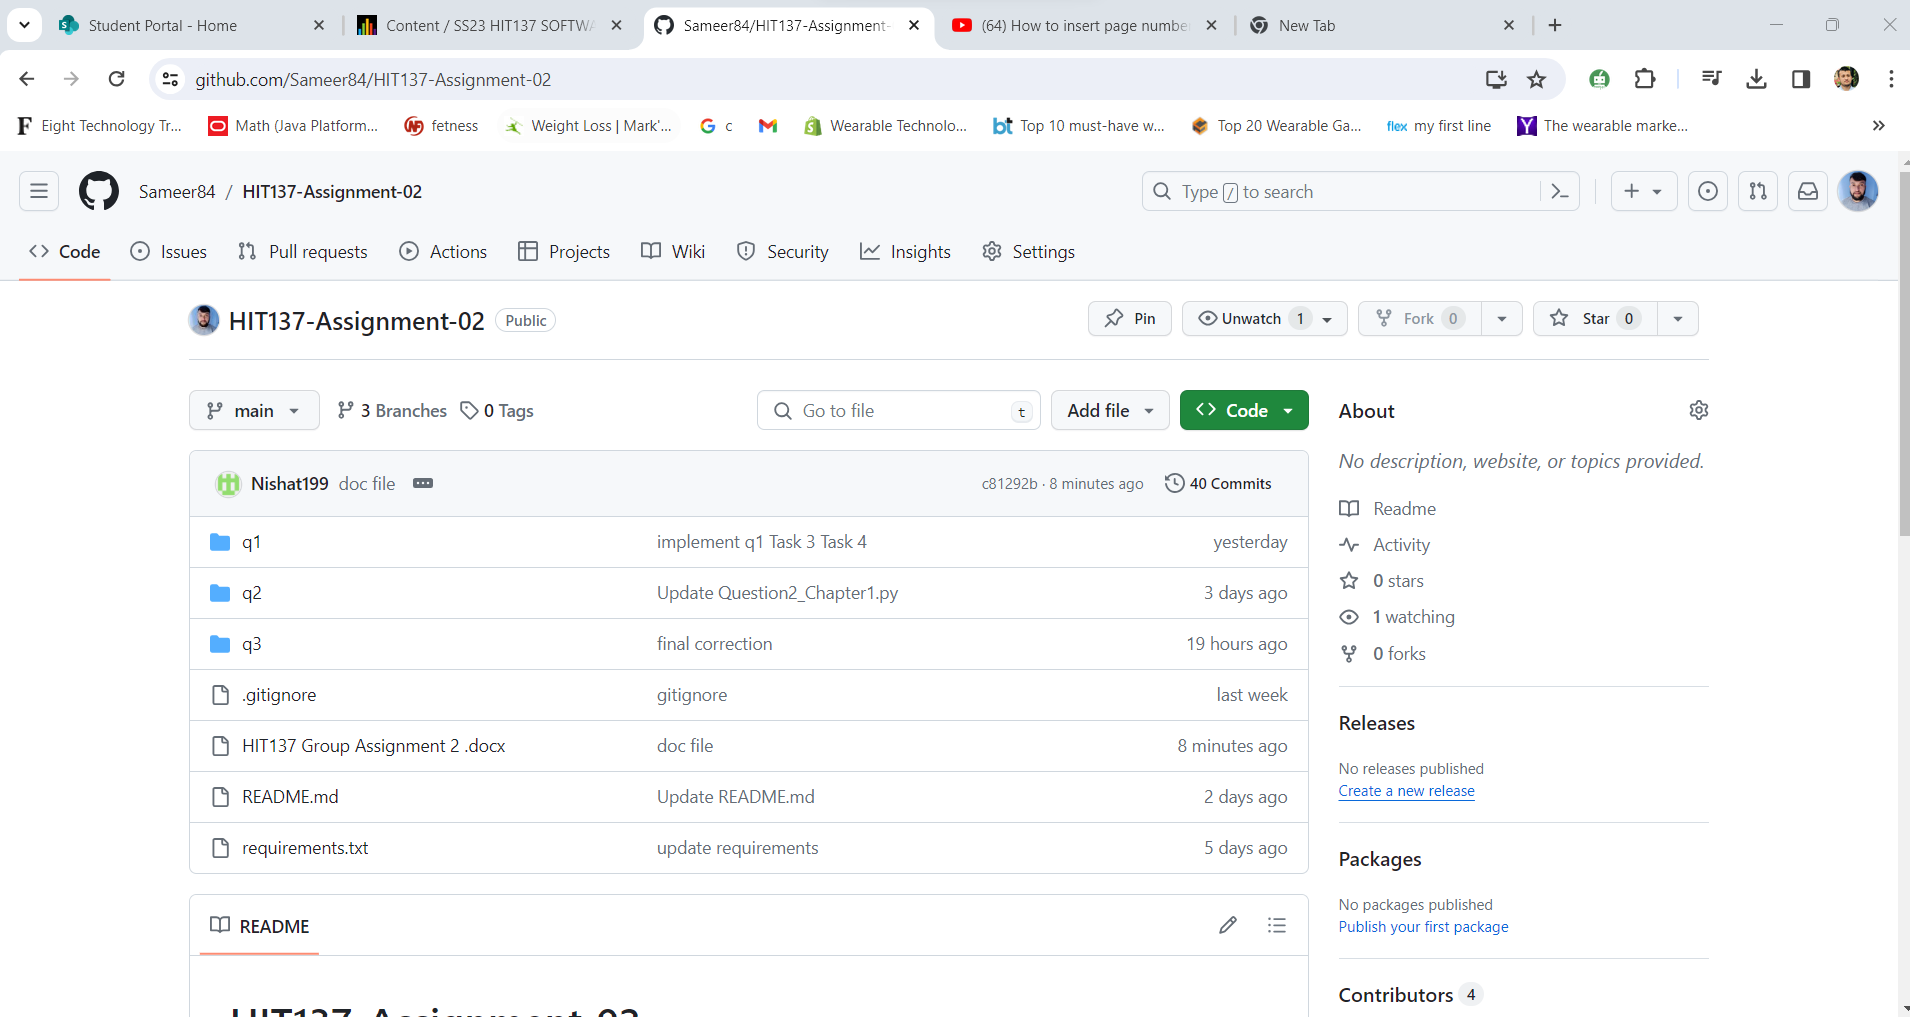 Student Portal - Home
Content / SS23 HIT137 SOFTWA
Sameer84/HIT137-Assignment-
(64) How to insert page number
New Tab
github.com/Sameer84/HIT137-Assignment-02
Eight Technology Tr...
Math (Java Platform...
fetness
Weight Loss | Mark'...
c
Wearable Technolo...
bt Top 10 must-have w...
Top 20 Wearable Ga...
flex my first line
The wearable marke...
Sameer84 / HIT137-Assignment-02
Type / to search
Code
Issues
Pull requests
Actions
Projects
Wiki
Security
Insights
Settings
HIT137-Assignment-02 Public
Pin
Unwatch 1
Fork 0
Star 0
main
3 Branches
0 Tags
Go to file t
Add file
Code
Nishat199 doc file
c81292b · 8 minutes ago
40 Commits
q1 implement q1 Task 3 Task 4 yesterday
q2 Update Question2_Chapter1.py 3 days ago
q3 final correction 19 hours ago
.gitignore gitignore last week
HIT137 Group Assignment 2 .docx doc file 8 minutes ago
README.md Update README.md 2 days ago
requirements.txt update requirements 5 days ago
README
HIT137-Assignment-02
About
No description, website, or topics provided.
Readme
Activity
0 stars
1 watching
0 forks
Releases
No releases published
Create a new release
Packages
No packages published
Publish your first package
Contributors 4